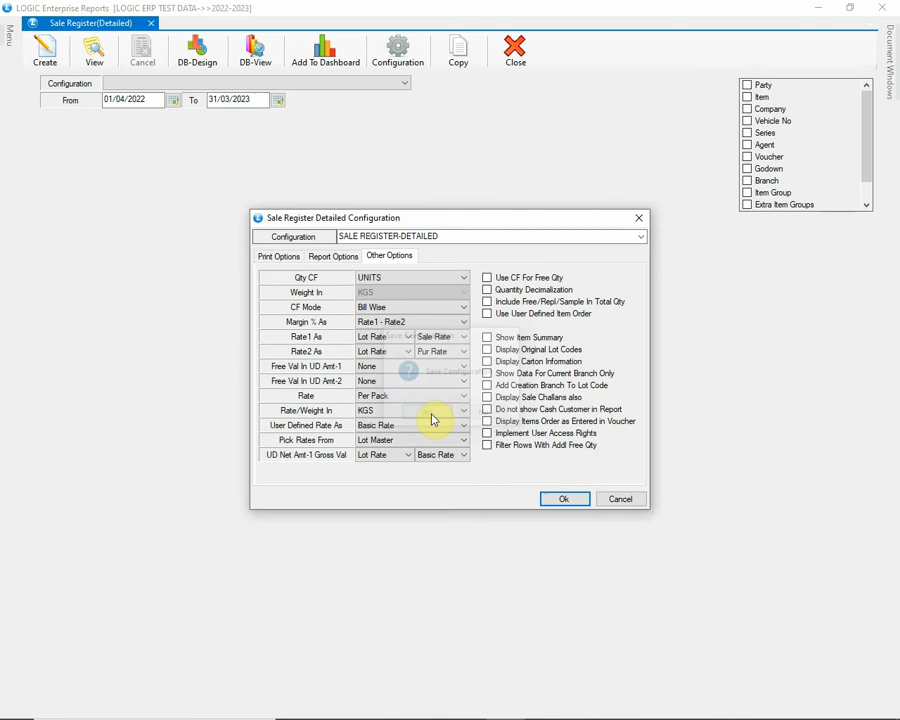 LOGIC Enterprise Reports [LOGIC ERP TEST DATA->>2022-2023]
Menu
Sale Register(Detailed)
Document Windows
Create
View
Cancel
DB-Design
DB-View
Add To Dashboard
Configuration
Copy
Close
Configuration
From 01/04/2022 To 31/03/2023
Party
Item
Company
Vehicle No
Series
Agent
Voucher
Godown
Branch
Item Group
Extra Item Groups
Sale Register Detailed Configuration
Configuration SALE REGISTER-DETAILED
Print Options Report Options Other Options
Qty CF UNITS
Weight In KGS
CF Mode Bill Wise
Margin % As Rate1 - Rate2
Rate1 As Lot Rate Sale Rate
Rate2 As Lot Rate Pur Rate
Free Val In UD Amt-1 None
Free Val In UD Amt-2 None
Rate Per Pack
Rate/Weight In KGS
User Defined Rate As Basic Rate
Pick Rates From Lot Master
UD Net Amt-1 Gross Val Lot Rate Basic Rate
Use CF For Free Qty
Quantity Decimalization
Include Free/Repl/Sample In Total Qty
Use User Defined Item Order
Show Item Summary
Display Original Lot Codes
Display Carton Information
Show Data For Current Branch Only
Add Creation Branch To Lot Code
Display Sale Challans also
Do not show Cash Customer in Report
Display Items Order as Entered in Voucher
Implement User Access Rights
Filter Rows With Addl Free Qty
Save Configuration
Ok
Cancel